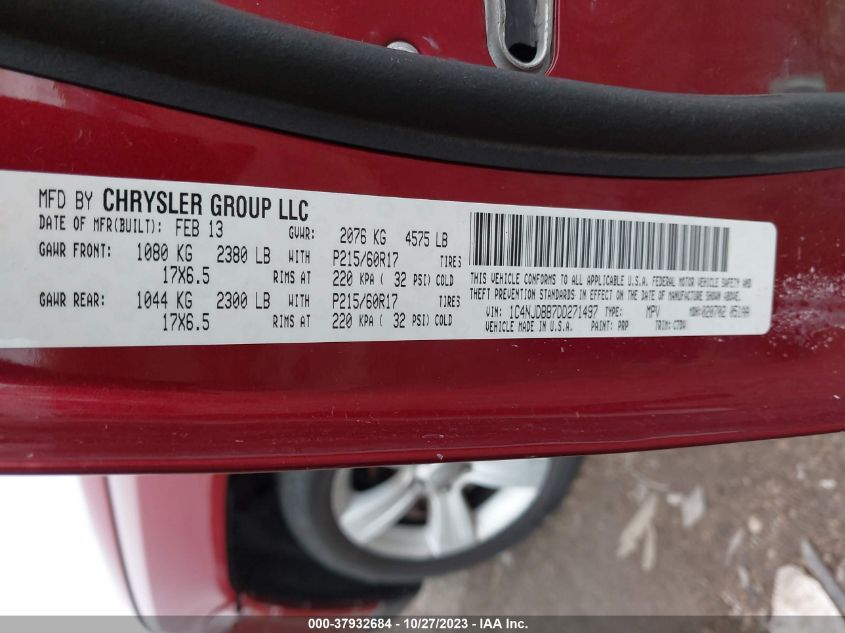 MFD BY CHRYSLER GROUP LLC
DATE OF MFR(BUILT): FEB 13 GVWR: 2076 KG 4575 LB
GAWR FRONT: 1080 KG 2380 LB WITH P215/60R17 TIRES
17X6.5 RIMS AT 220 KPA ( 32 PSI) COLD
GAWR REAR: 1044 KG 2300 LB WITH P215/60R17 TIRES
17X6.5 RIMS AT 220 KPA ( 32 PSI) COLD
THIS VEHICLE CONFORMS TO ALL APPLICABLE U.S.A. FEDERAL MOTOR VEHICLE SAFETY AND
THEFT PREVENTION STANDARDS IN EFFECT ON THE DATE OF MANUFACTURE SHOWN ABOVE.
VIN: 1C4NJDBB7DD271497 TYPE: MPV MDH:020702 051AA
VEHICLE MADE IN U.S.A. PAINT: PRP TRIM:
000-37932684 - 10/27/2023 - © IAA Inc.